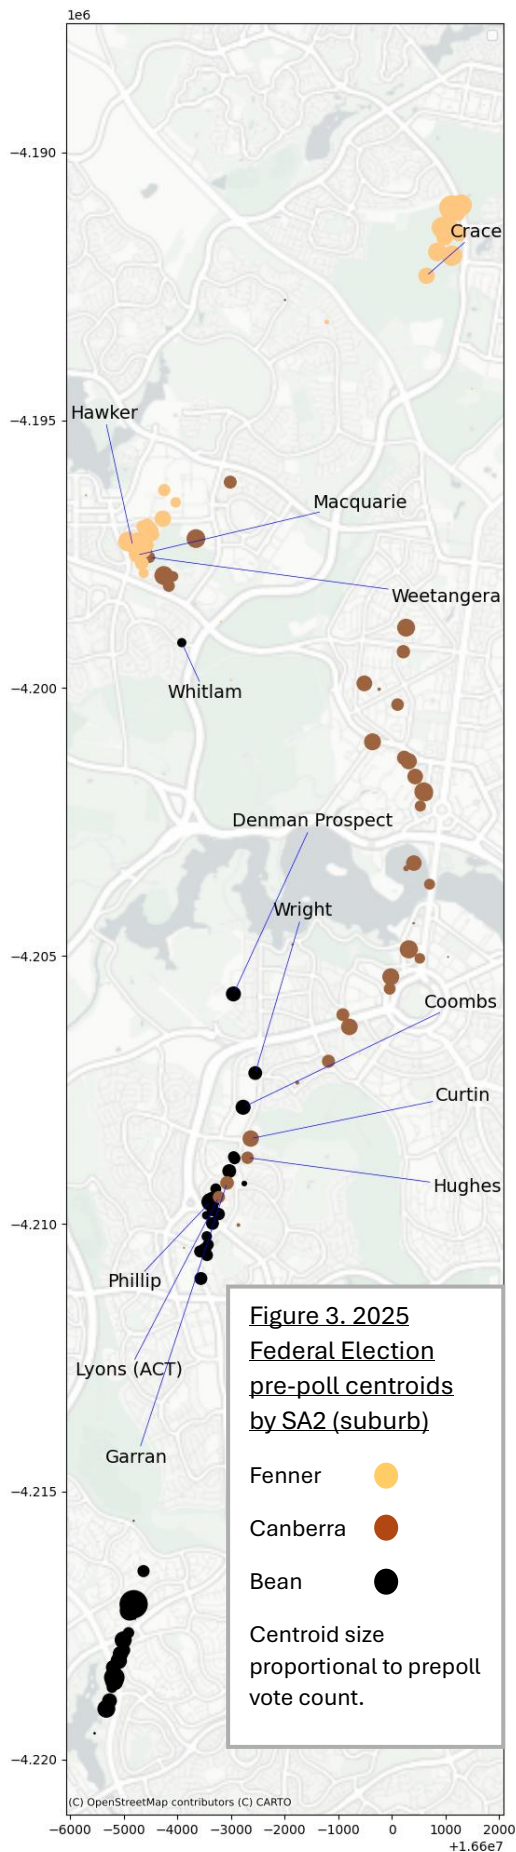 1e6
−4.190
Crace
−4.195
Hawker
Macquarie
Weetangera
−4.200
Whitlam
Denman Prospect
Wright
−4.205
Coombs
Curtin
Hughes
−4.210
Phillip
Lyons (ACT)
Garran
−4.215
−4.220
Figure 3. 2025
Federal Election
pre-poll centroids
by SA2 (suburb)
Fenner
Canberra
Bean
Centroid size
proportional to prepoll
vote count.
(C) OpenStreetMap contributors (C) CARTO
−6000 −5000 −4000 −3000 −2000 −1000 0 1000 2000
+1.66e7